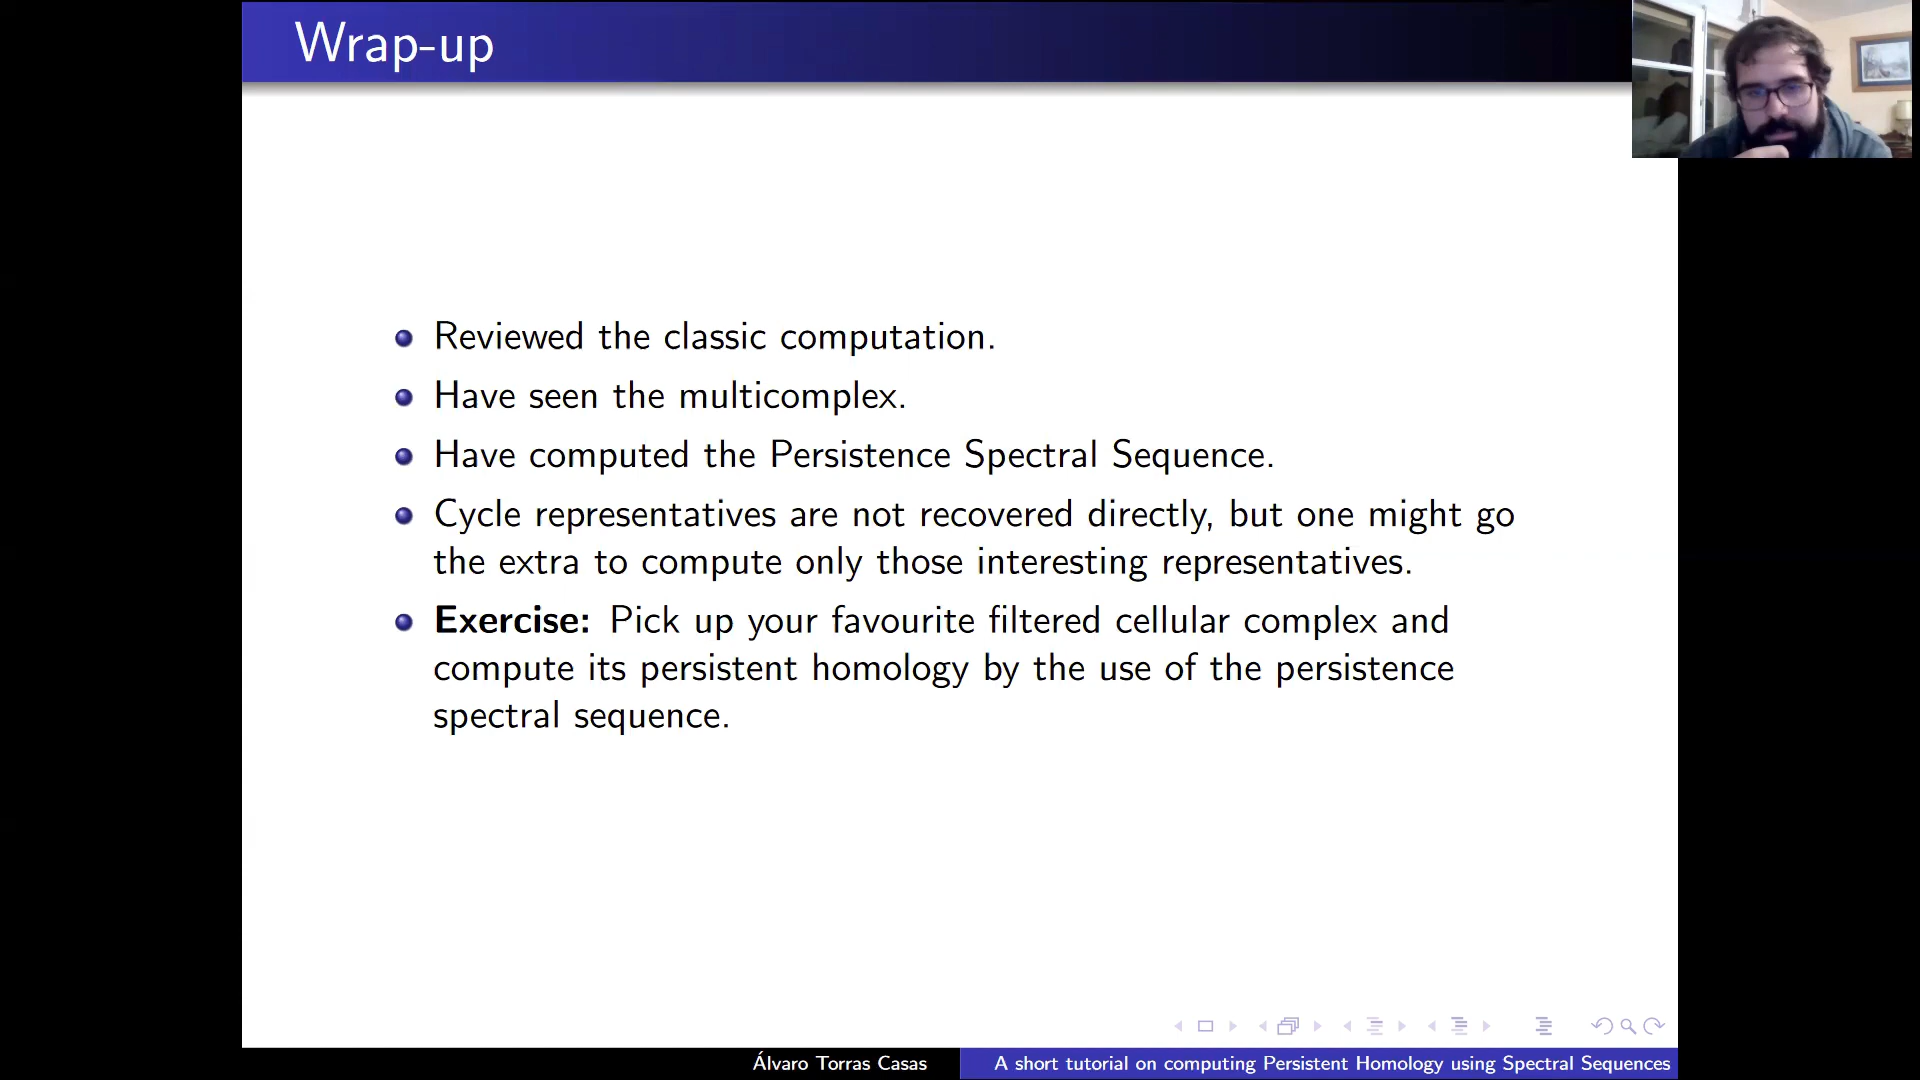 Wrap-up
Reviewed the classic computation.
Have seen the multicomplex.
Have computed the Persistence Spectral Sequence.
Cycle representatives are not recovered directly, but one might go
the extra to compute only those interesting representatives.
Exercise: Pick up your favourite filtered cellular complex and
compute its persistent homology by the use of the persistence
spectral sequence.
Álvaro Torras Casas
A short tutorial on computing Persistent Homology using Spectral Sequences